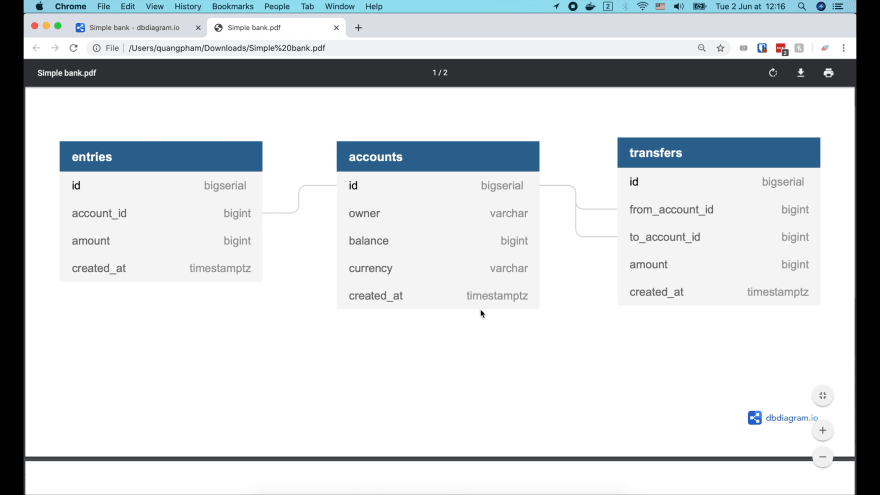 Chrome File Edit View History Bookmarks People Tab Window Help 2 Tue 2 Jun at 12:16
Simple bank - dbdiagram.io Simple bank.pdf
File /Users/quangpham/Downloads/Simple%20bank.pdf
Simple bank.pdf 1 / 2
entries
id bigserial
account_id bigint
amount bigint
created_at timestamptz
accounts
id bigserial
owner varchar
balance bigint
currency varchar
created_at timestamptz
transfers
id bigserial
from_account_id bigint
to_account_id bigint
amount bigint
created_at timestamptz
dbdiagram.io